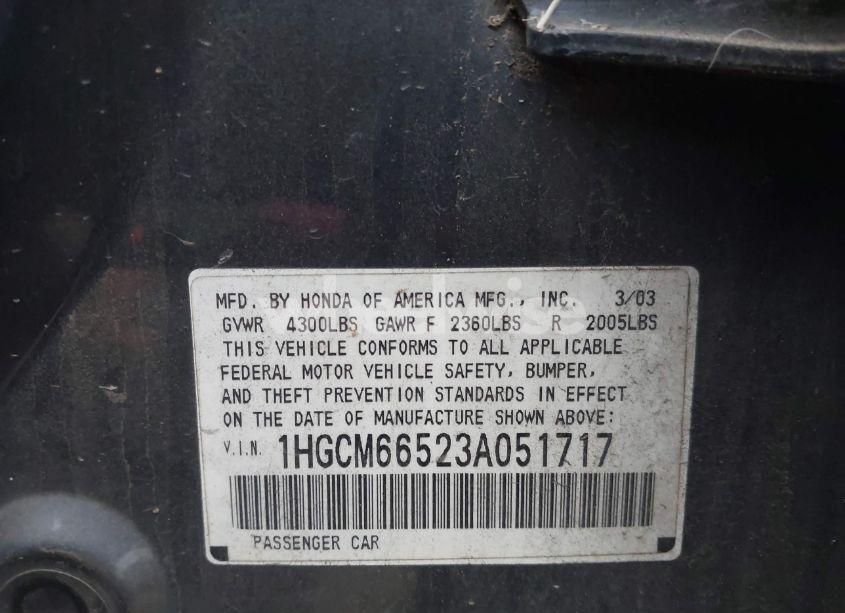 MFD. BY HONDA OF AMERICA MFG., INC. 3/03
GVWR 4300LBS GAWR F 2360LBS R 2005LBS
THIS VEHICLE CONFORMS TO ALL APPLICABLE
FEDERAL MOTOR VEHICLE SAFETY, BUMPER,
AND THEFT PREVENTION STANDARDS IN EFFECT
ON THE DATE OF MANUFACTURE SHOWN ABOVE:
V.I.N. 1HGCM66523A051717
PASSENGER CAR